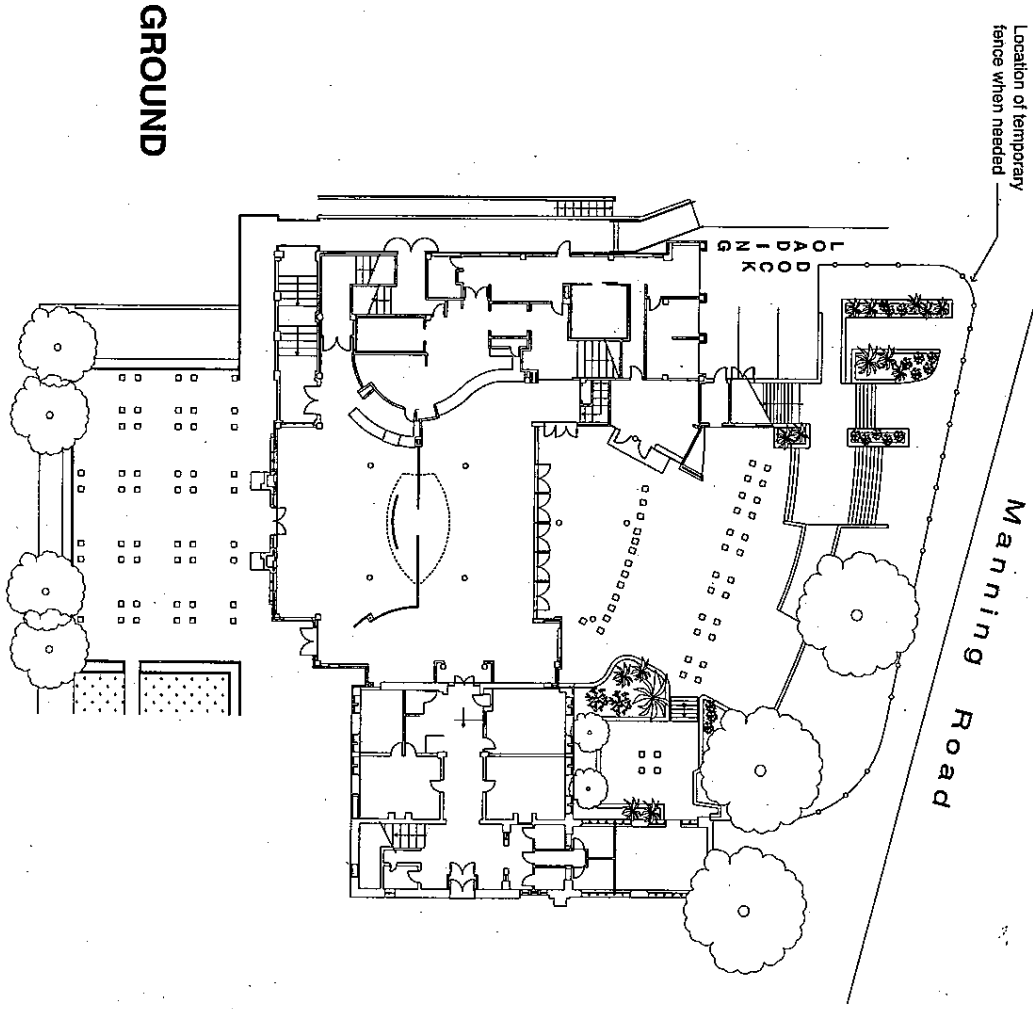 Location of temporary
fence when needed
GROUND
LOADING
DOCK
Manning Road